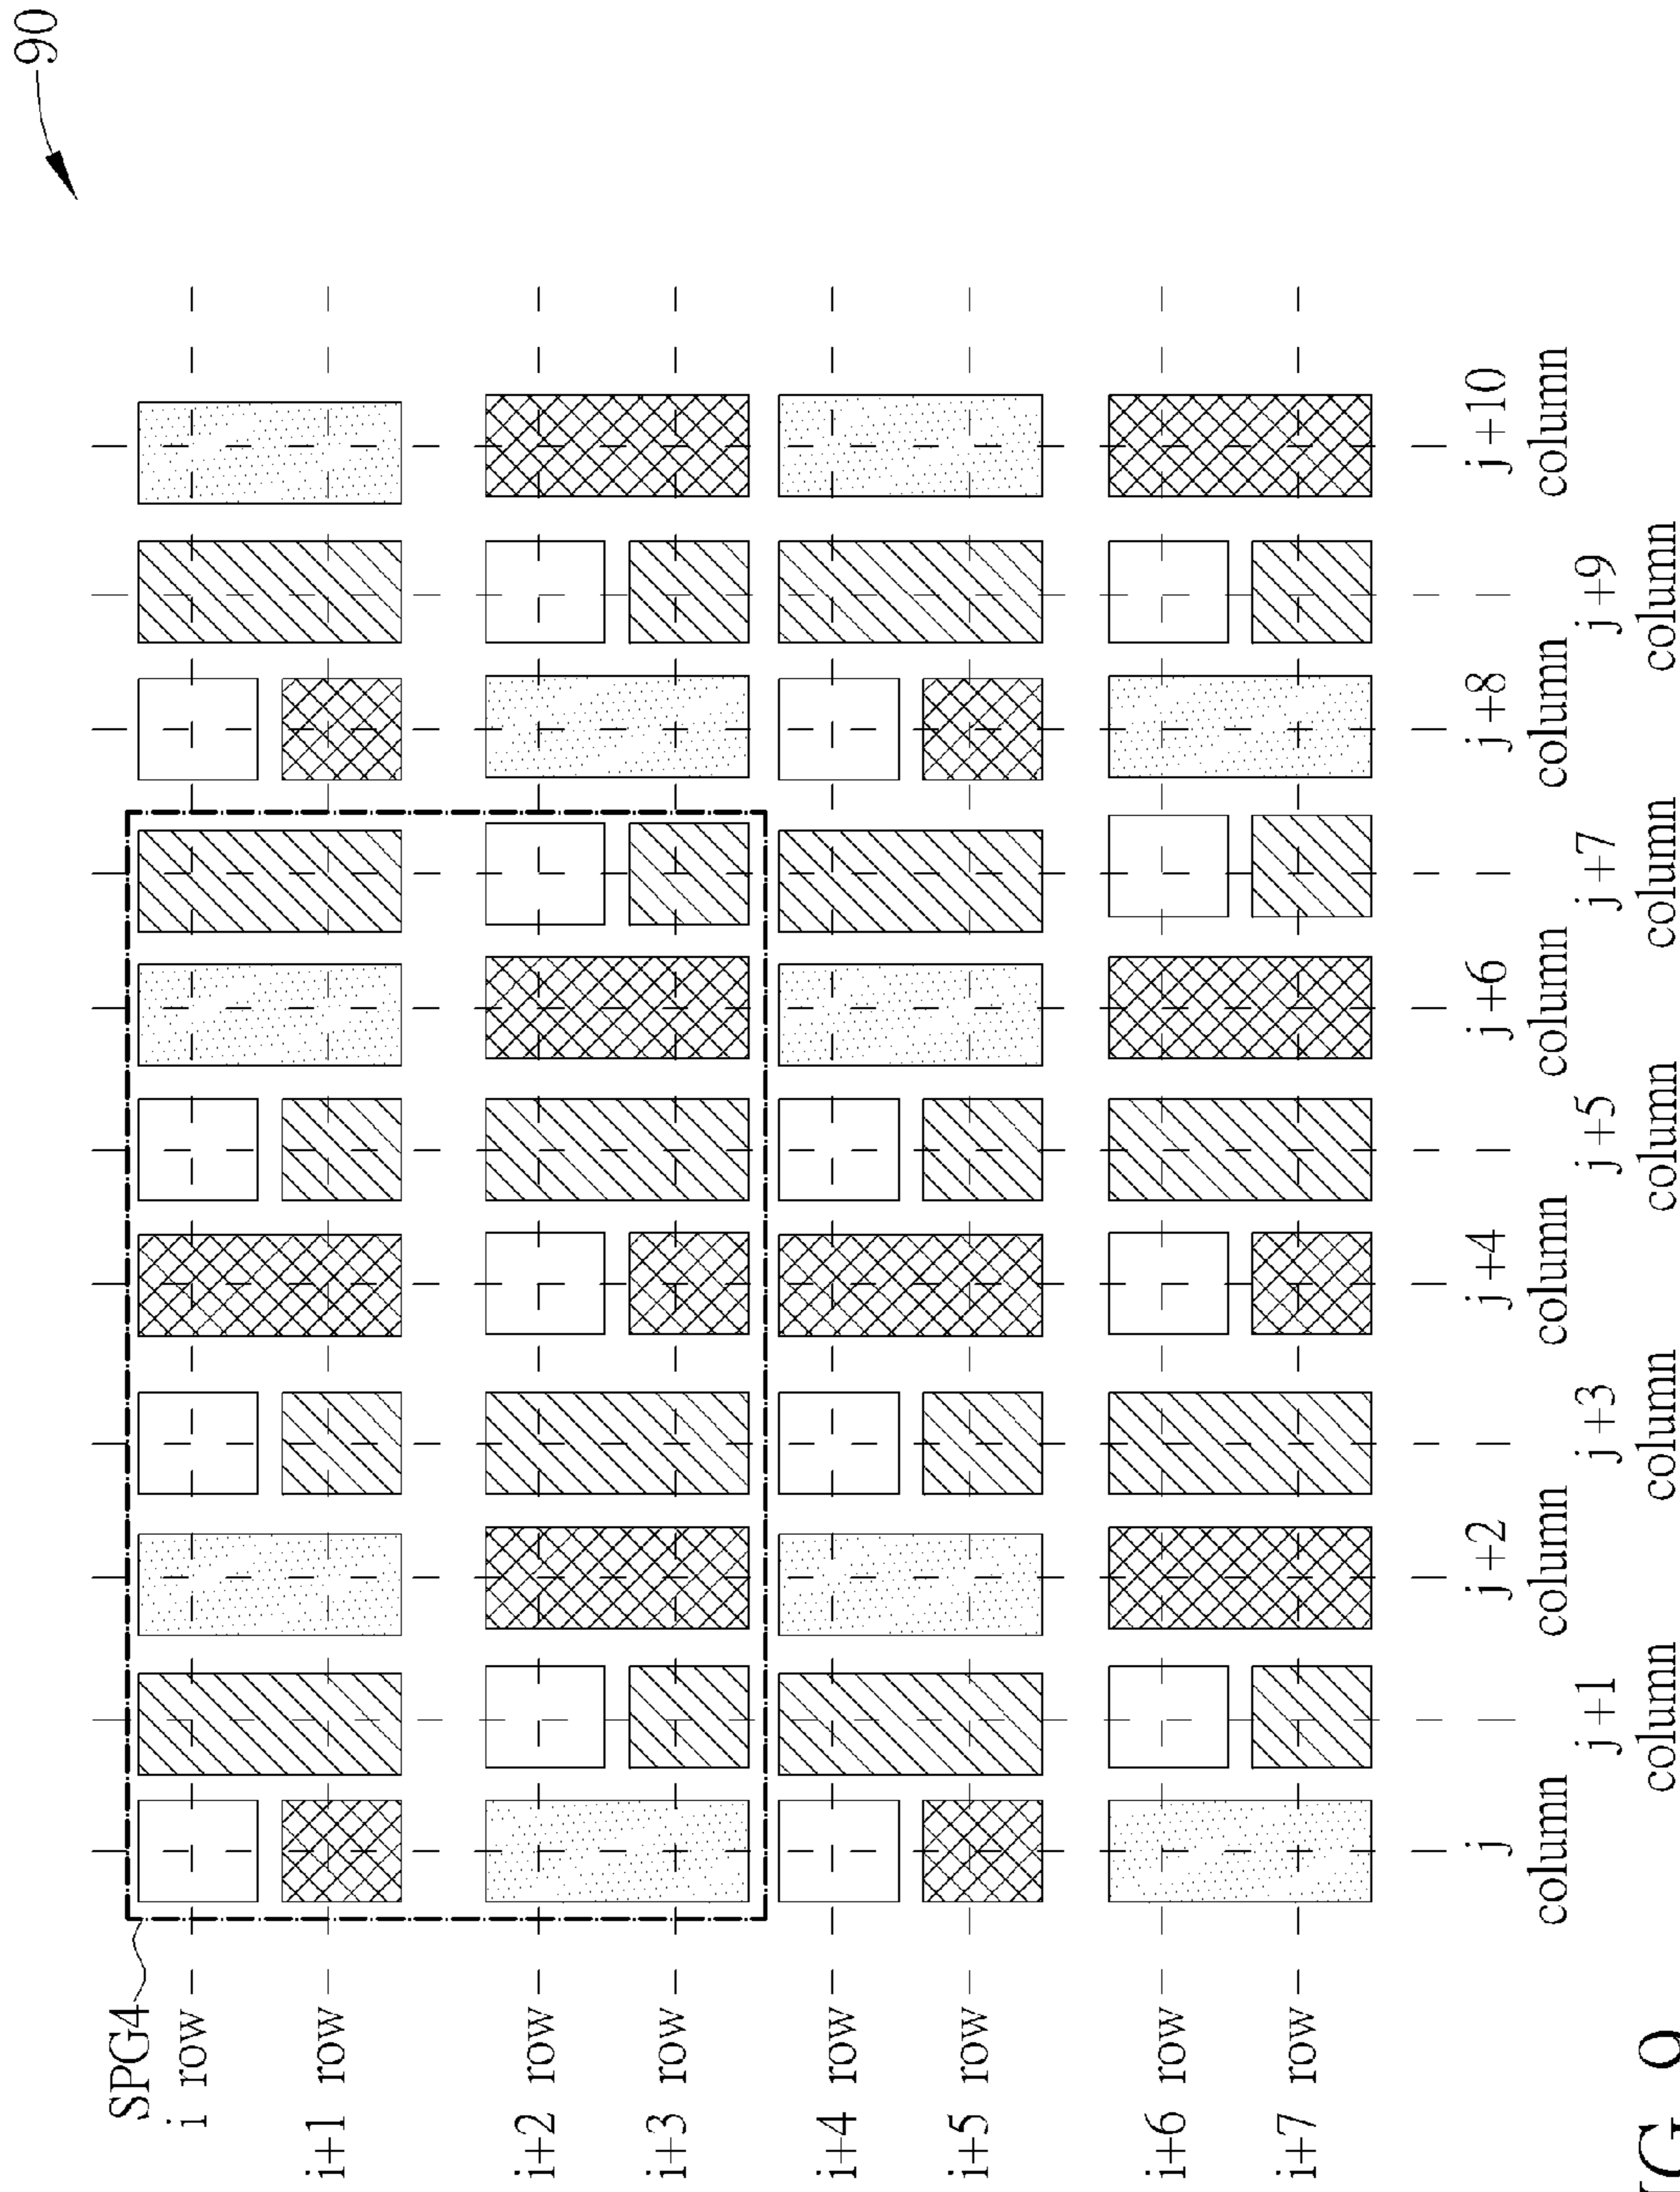 90
SPG4
i row
i+1 row
i+2 row
i+3 row
i+4 row
i+5 row
i+6 row
i+7 row
j
column
j+1
column
j+2
column
j+3
column
j+4
column
j+5
column
j+6
column
j+7
column
j+8
column
j+9
column
j+10
column